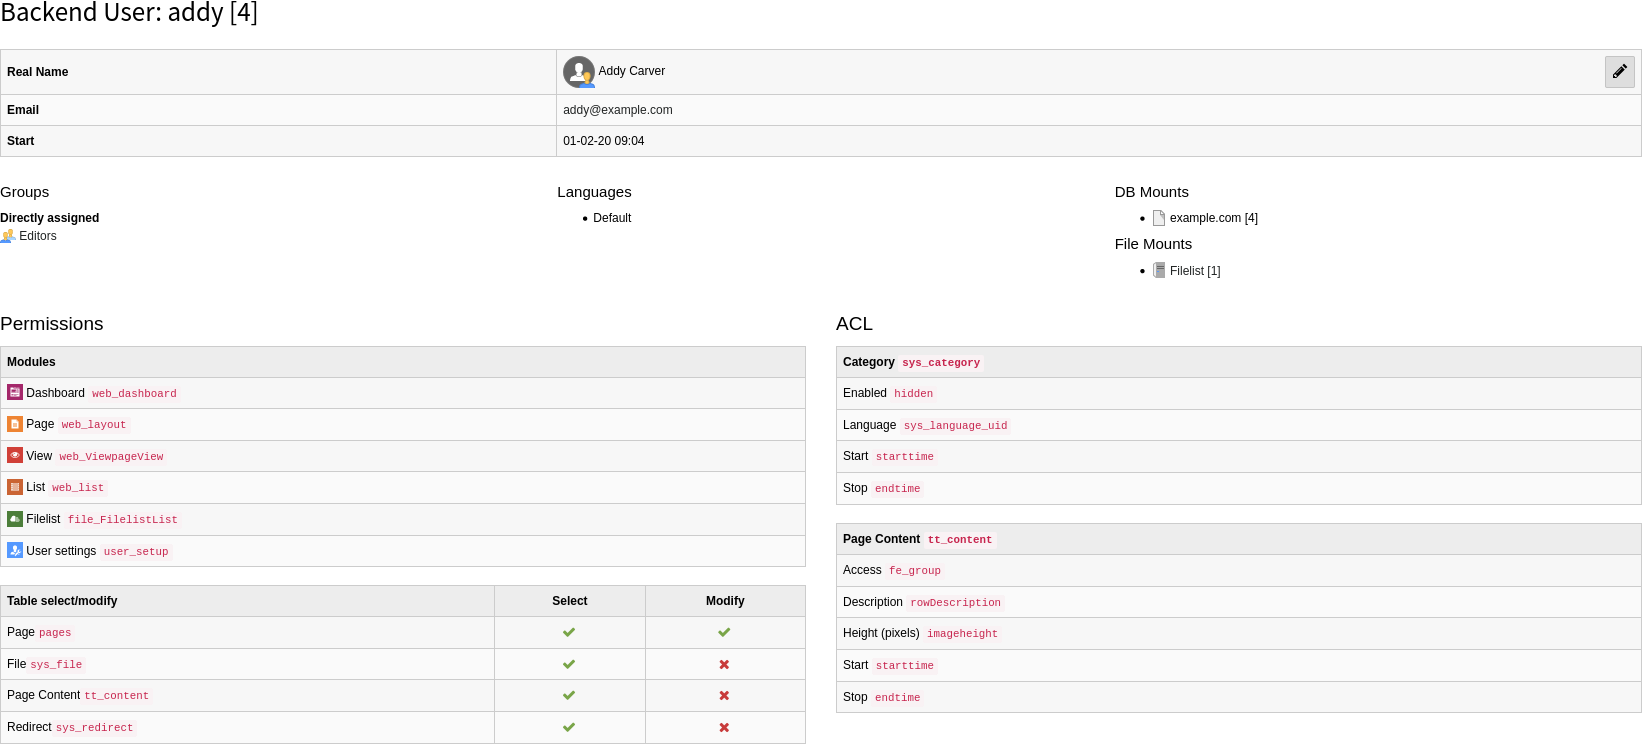 Backend User: addy [4]
Real Name Addy Carver
Email addy@example.com
Start 01-02-20 09:04
Groups
Directly assigned
Editors
Languages
Default
DB Mounts
example.com [4]
File Mounts
Filelist [1]
Permissions
Modules
Dashboard web_dashboard
Page web_layout
View web_ViewpageView
List web_list
Filelist file_FilelistList
User settings user_setup
Table select/modify Select Modify
Page pages
File sys_file
Page Content tt_content
Redirect sys_redirect
ACL
Category sys_category
Enabled hidden
Language sys_language_uid
Start starttime
Stop endtime
Page Content tt_content
Access fe_group
Description rowDescription
Height (pixels) imageheight
Start starttime
Stop endtime